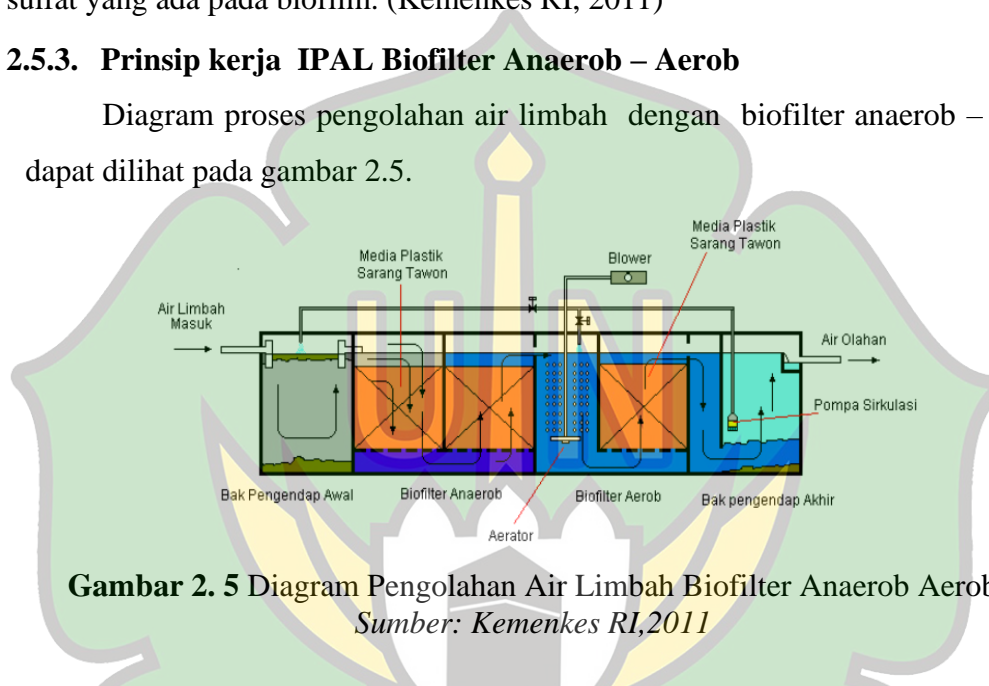 sulfat yang ada pada biofilm. (Kemenkes RI, 2011)
2.5.3. Prinsip kerja IPAL Biofilter Anaerob – Aerob
Diagram proses pengolahan air limbah dengan biofilter anaerob –
dapat dilihat pada gambar 2.5.
Media Plastik
Sarang Tawon
Media Plastik
Sarang Tawon
Blower
Air Limbah
Masuk
Air Olahan
Pompa Sirkulasi
Bak Pengendap Awal
Biofilter Anaerob
Biofilter Aerob
Bak pengendap Akhir
Aerator
UIN
Gambar 2. 5 Diagram Pengolahan Air Limbah Biofilter Anaerob Aerob
Sumber: Kemenkes RI,2011